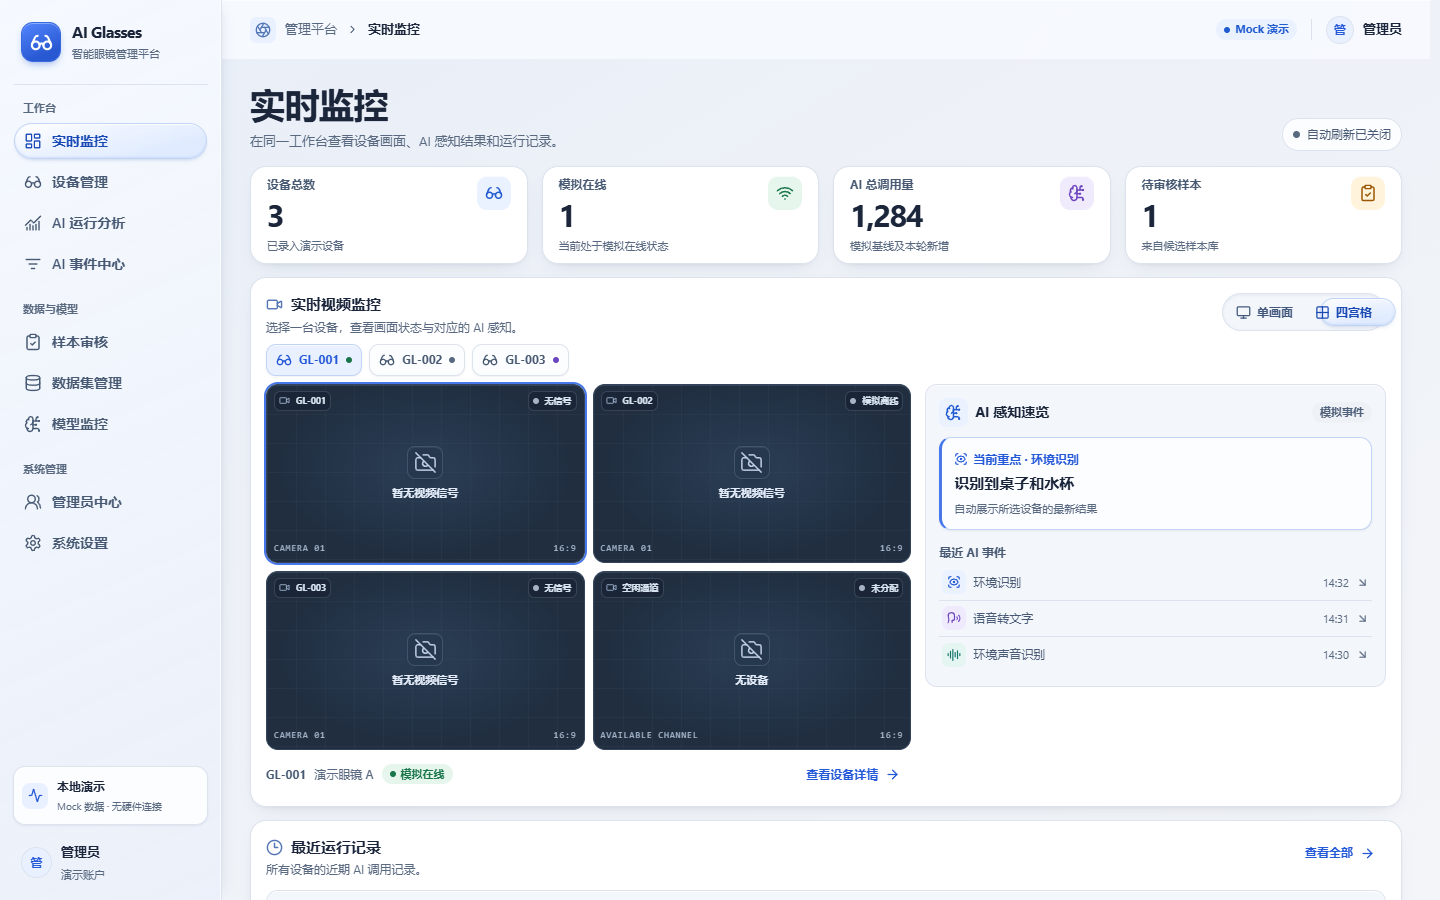 AI Glasses
智能眼镜管理平台
工作台
实时监控
设备管理
AI 运行分析
AI 事件中心
数据与模型
样本审核
数据集管理
模型监控
系统管理
管理员中心
系统设置
本地演示
Mock 数据 · 无硬件连接
管
管理员
演示账户
管理平台 > 实时监控
Mock 演示
管 管理员
实时监控
在同一工作台查看设备画面、AI 感知结果和运行记录。
自动刷新已关闭
设备总数
3
已录入演示设备
模拟在线
1
当前处于模拟在线状态
AI 总调用量
1,284
模拟基线及本轮新增
待审核样本
1
来自候选样本库
实时视频监控
选择一台设备，查看画面状态与对应的 AI 感知。
单画面 四宫格
GL-001 GL-002 GL-003
GL-001 无信号
暂无视频信号
CAMERA 01 16:9
GL-002 模拟离线
暂无视频信号
CAMERA 01 16:9
GL-003 无信号
暂无视频信号
CAMERA 01 16:9
空闲通道 未分配
无设备
AVAILABLE CHANNEL 16:9
GL-001 演示眼镜 A 模拟在线
查看设备详情
AI 感知速览
模拟事件
当前重点 · 环境识别
识别到桌子和水杯
自动展示所选设备的最新结果
最近 AI 事件
环境识别 14:32
语音转文字 14:31
环境声音识别 14:30
最近运行记录
所有设备的近期 AI 调用记录。
查看全部